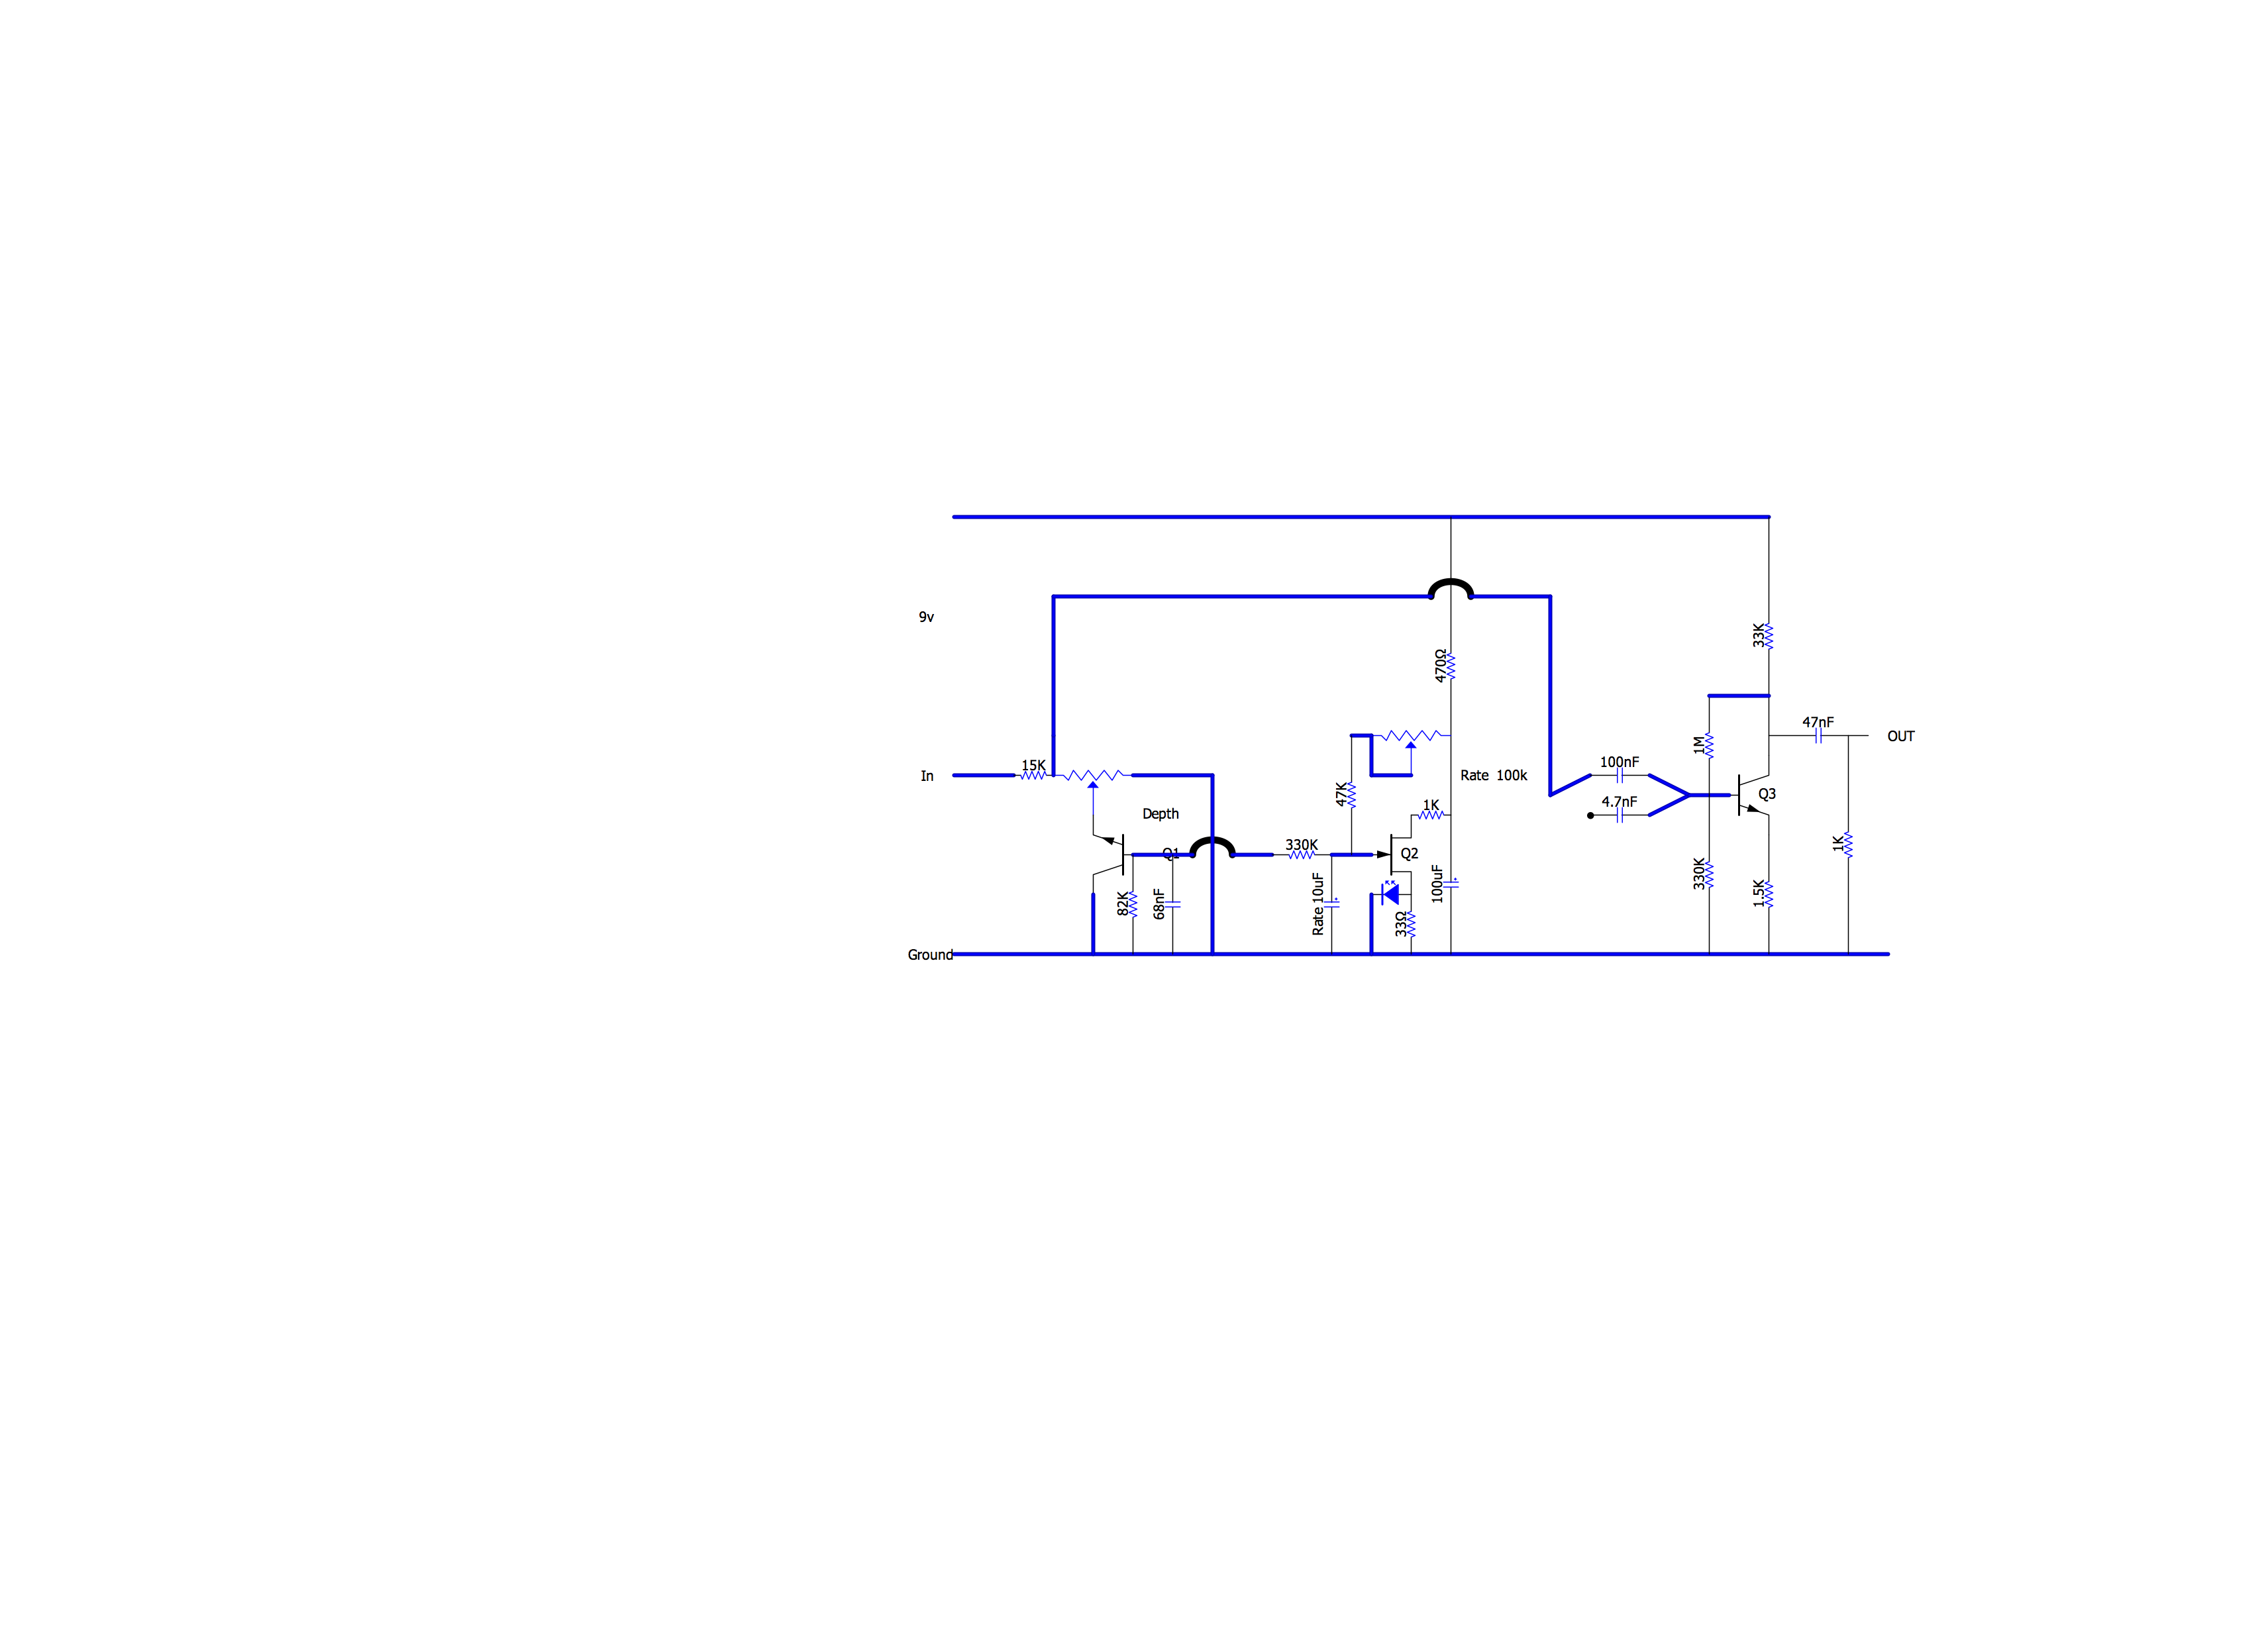 9v
470Ω
33K
47nF
OUT
1M
In
15K
Rate 100k
100nF
47K
1K
4.7nF
Q3
Depth
Q1
330K
Q2
1K
82K
68nF
Rate 10uF
33Ω
100uF
330K
1.5K
Ground